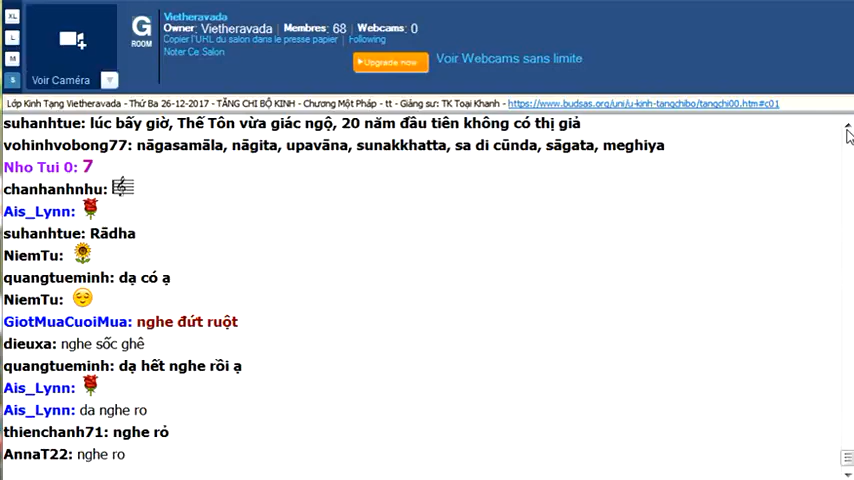 XL
L
M
S
Voir Caméra
G
ROOM
Vietheravada
Owner: Vietheravada Membres: 68 Webcams: 0
Copier l'URL du salon dans le presse papier | Following
Noter Ce Salon
Upgrade now
Voir Webcams sans limite
Lớp Kinh Tạng Vietheravada - Thứ Ba 26-12-2017 - TĂNG CHI BỘ KINH - Chương Một Pháp - tt - Giảng sư: TK Toại Khanh - https://www.budsas.org/uni/u-kinh-tangchibo/tangchi00.htm#c01
suhanhtue: lúc bấy giờ, Thế Tôn vừa giác ngộ, 20 năm đầu tiên không có thị giả
vohinhvobong77: nāgasamāla, nāgita, upavāna, sunakkhatta, sa di cūnda, sāgata, meghiya
Nho Tui 0: 7
chanhanhnhu:
Ais_Lynn:
suhanhtue: Rādha
NiemTu:
quangtueminh: dạ có ạ
NiemTu:
GiotMuaCuoiMua: nghe đứt ruột
dieuxa: nghe sốc ghê
quangtueminh: dạ hết nghe rồi ạ
Ais_Lynn:
Ais_Lynn: da nghe ro
thienchanh71: nghe rỏ
AnnaT22: nghe ro